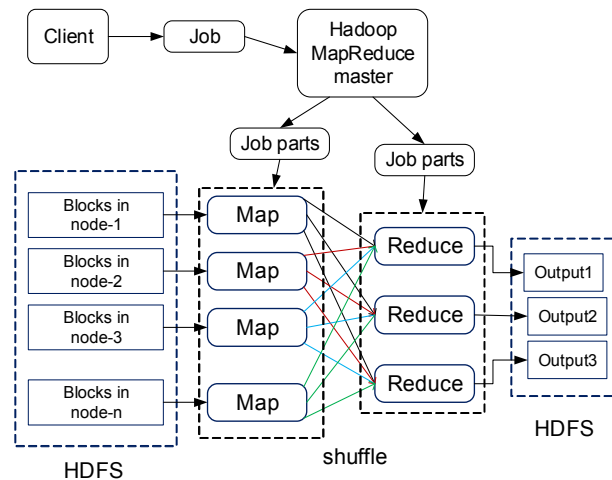 Client
Job
Hadoop
MapReduce
master
Job parts
Job parts
Blocks in
node-1
Blocks in
node-2
Blocks in
node-3
Blocks in
node-n
Map
Map
Map
Map
Reduce
Reduce
Reduce
Output1
Output2
Output3
HDFS
shuffle
HDFS